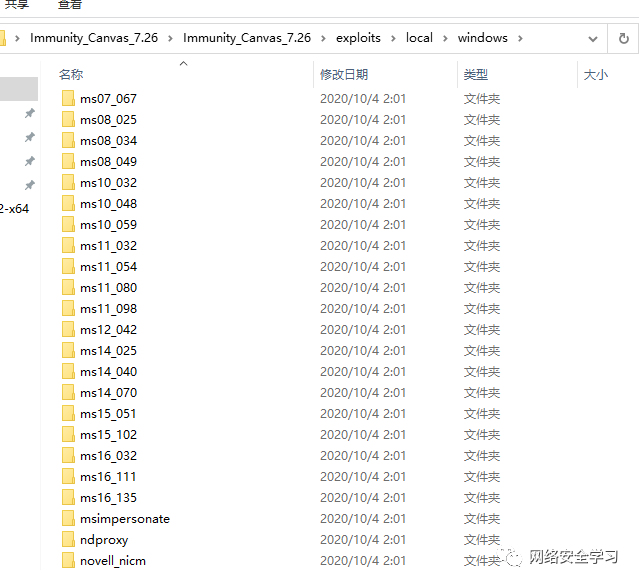 共享 查看
Immunity_Canvas_7.26 > Immunity_Canvas_7.26 > exploits > local > windows >
名称 修改日期 类型 大小
ms07_067 2020/10/4 2:01 文件夹
ms08_025 2020/10/4 2:01 文件夹
ms08_034 2020/10/4 2:01 文件夹
ms08_049 2020/10/4 2:01 文件夹
ms10_032 2020/10/4 2:01 文件夹
2-x64 ms10_048 2020/10/4 2:01 文件夹
ms10_059 2020/10/4 2:01 文件夹
ms11_032 2020/10/4 2:01 文件夹
ms11_054 2020/10/4 2:01 文件夹
ms11_080 2020/10/4 2:01 文件夹
ms11_098 2020/10/4 2:01 文件夹
ms12_042 2020/10/4 2:01 文件夹
ms14_025 2020/10/4 2:01 文件夹
ms14_040 2020/10/4 2:01 文件夹
ms14_070 2020/10/4 2:01 文件夹
ms15_051 2020/10/4 2:01 文件夹
ms15_102 2020/10/4 2:01 文件夹
ms16_032 2020/10/4 2:01 文件夹
ms16_111 2020/10/4 2:01 文件夹
ms16_135 2020/10/4 2:01 文件夹
msimpersonate 2020/10/4 2:01 文件夹
ndproxy 2020/10/4 2:01 文件夹
novell_nicm 2020/10/4 2:01 文件夹
网络安全学习